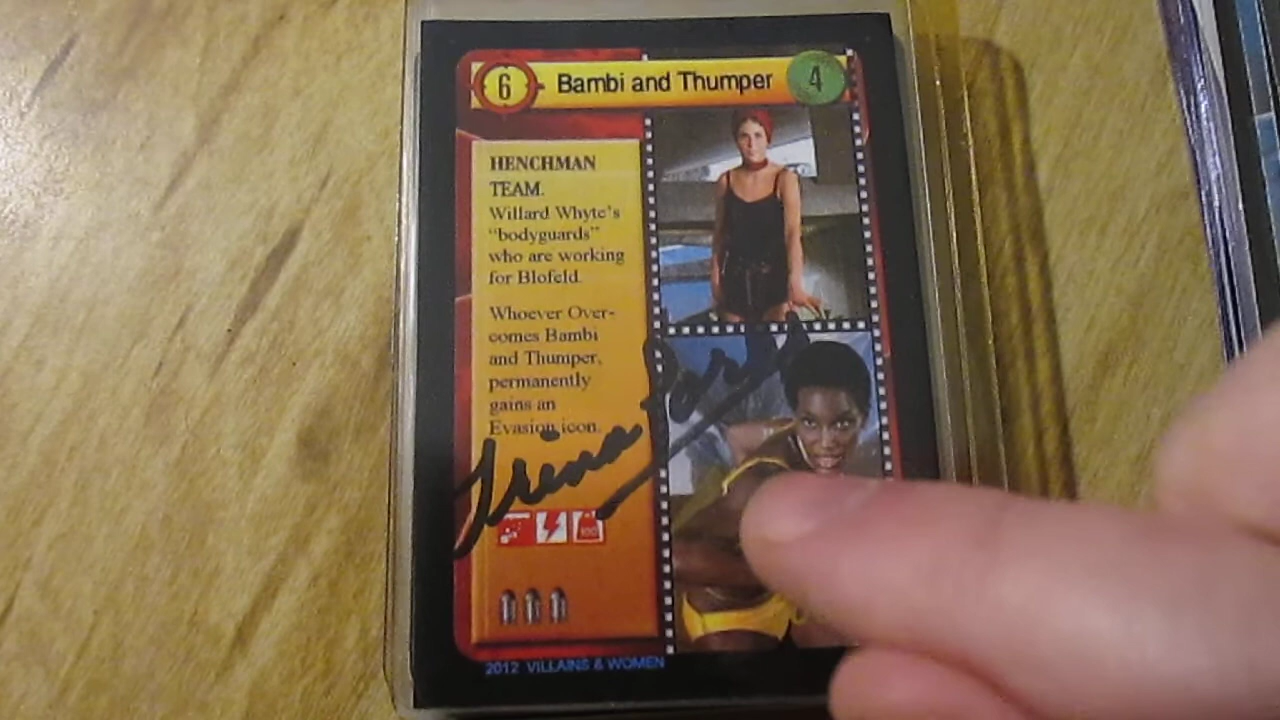 6 Bambi and Thumper 4
HENCHMAN
TEAM.
Willard Whyte's
"bodyguards"
who are working
for Blofeld.
Whoever Over-
comes Bambi
and Thumper,
permanently
gains an
Evasion icon.
Trina
2012 VILLAINS & WOMEN